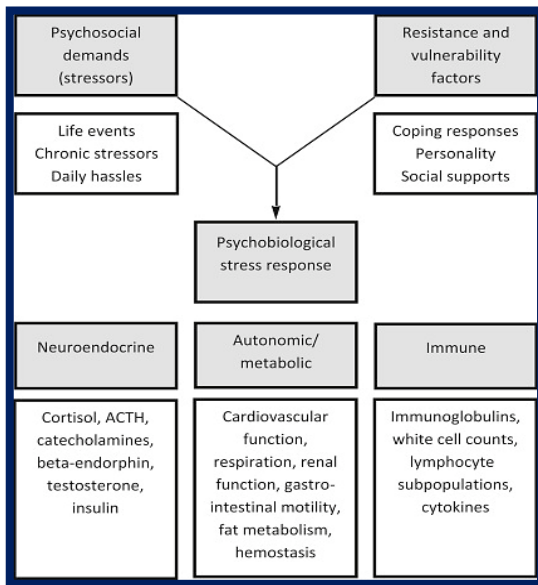 Psychosocial
demands
(stressors)
Resistance and
vulnerability
factors
Life events
Chronic stressors
Daily hassles
Coping responses
Personality
Social supports
Psychobiological
stress response
Neuroendocrine
Autonomic/
metabolic
Immune
Cortisol, ACTH,
catecholamines,
beta-endorphin,
testosterone,
insulin
Cardiovascular
function,
respiration, renal
function, gastro-
intestinal motility,
fat metabolism,
hemostasis
Immunoglobulins,
white cell counts,
lymphocyte
subpopulations,
cytokines